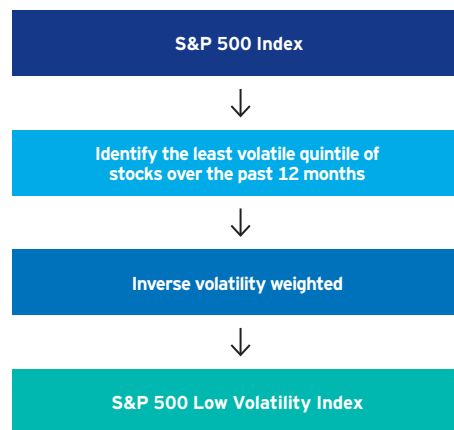 S&P 500 Index
Identify the least volatile quintile of
stocks over the past 12 months
Inverse volatility weighted
S&P 500 Low Volatility Index